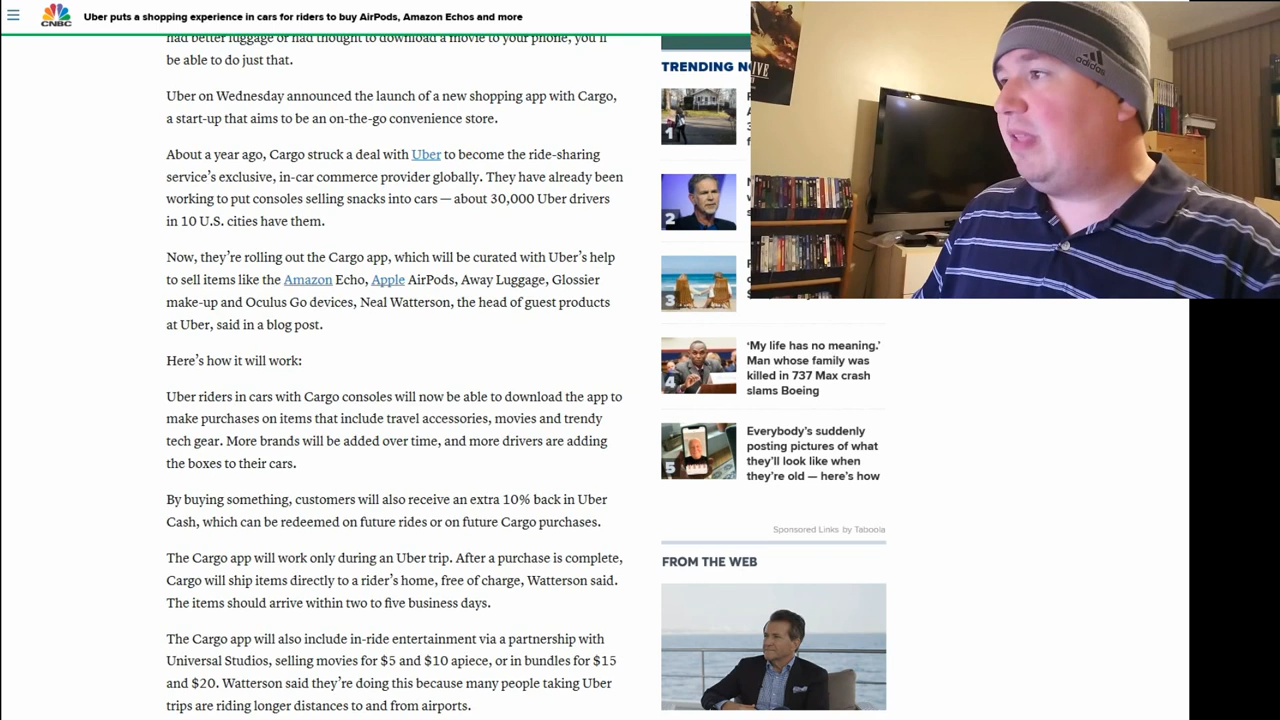 CNBC
Uber puts a shopping experience in cars for riders to buy AirPods, Amazon Echos and more
had better luggage or had thought to download a movie to your phone, you'll
be able to do just that.
Uber on Wednesday announced the launch of a new shopping app with Cargo,
a start-up that aims to be an on-the-go convenience store.
About a year ago, Cargo struck a deal with Uber to become the ride-sharing
service's exclusive, in-car commerce provider globally. They have already been
working to put consoles selling snacks into cars — about 30,000 Uber drivers
in 10 U.S. cities have them.
Now, they're rolling out the Cargo app, which will be curated with Uber's help
to sell items like the Amazon Echo, Apple AirPods, Away Luggage, Glossier
make-up and Oculus Go devices, Neal Watterson, the head of guest products
at Uber, said in a blog post.
Here's how it will work:
Uber riders in cars with Cargo consoles will now be able to download the app to
make purchases on items that include travel accessories, movies and trendy
tech gear. More brands will be added over time, and more drivers are adding
the boxes to their cars.
By buying something, customers will also receive an extra 10% back in Uber
Cash, which can be redeemed on future rides or on future Cargo purchases.
The Cargo app will work only during an Uber trip. After a purchase is complete,
Cargo will ship items directly to a rider's home, free of charge, Watterson said.
The items should arrive within two to five business days.
The Cargo app will also include in-ride entertainment via a partnership with
Universal Studios, selling movies for $5 and $10 apiece, or in bundles for $15
and $20. Watterson said they're doing this because many people taking Uber
trips are riding longer distances to and from airports.
TRENDING
1
2
3
4
'My life has no meaning.'
Man whose family was
killed in 737 Max crash
slams Boeing
5
Everybody's suddenly
posting pictures of what
they'll look like when
they're old — here's how
Sponsored Links by Taboola
FROM THE WEB
adidas